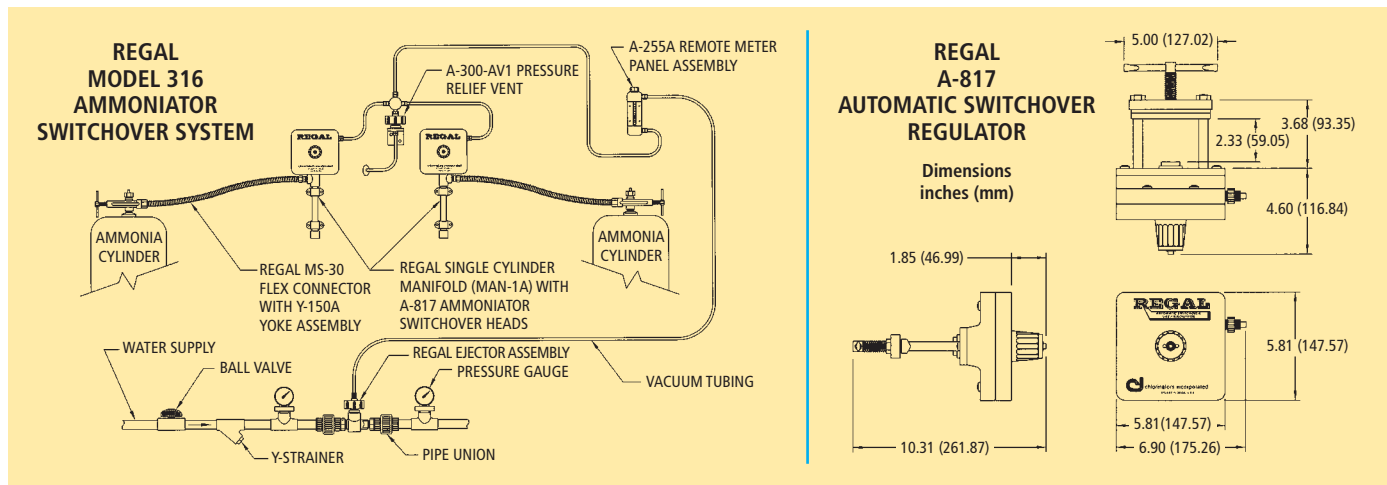 REGAL
MODEL 316
AMMONIATOR
SWITCHOVER SYSTEM
A-300-AV1 PRESSURE
RELIEF VENT
A-255A REMOTE METER
PANEL ASSEMBLY
REGAL
REGAL
AMMONIA
CYLINDER
AMMONIA
CYLINDER
REGAL MS-30
FLEX CONNECTOR
WITH Y-150A
YOKE ASSEMBLY
REGAL SINGLE CYLINDER
MANIFOLD (MAN-1A) WITH
A-817 AMMONIATOR
SWITCHOVER HEADS
WATER SUPPLY
BALL VALVE
REGAL EJECTOR ASSEMBLY
PRESSURE GAUGE
VACUUM TUBING
Y-STRAINER
PIPE UNION
REGAL
A-817
AUTOMATIC SWITCHOVER
REGULATOR
Dimensions
inches (mm)
5.00 (127.02)
3.68 (93.35)
2.33 (59.05)
4.60 (116.84)
1.85 (46.99)
10.31 (261.87)
REGAL
chlorinators incorporated
5.81 (147.57)
5.81(147.57)
6.90 (175.26)